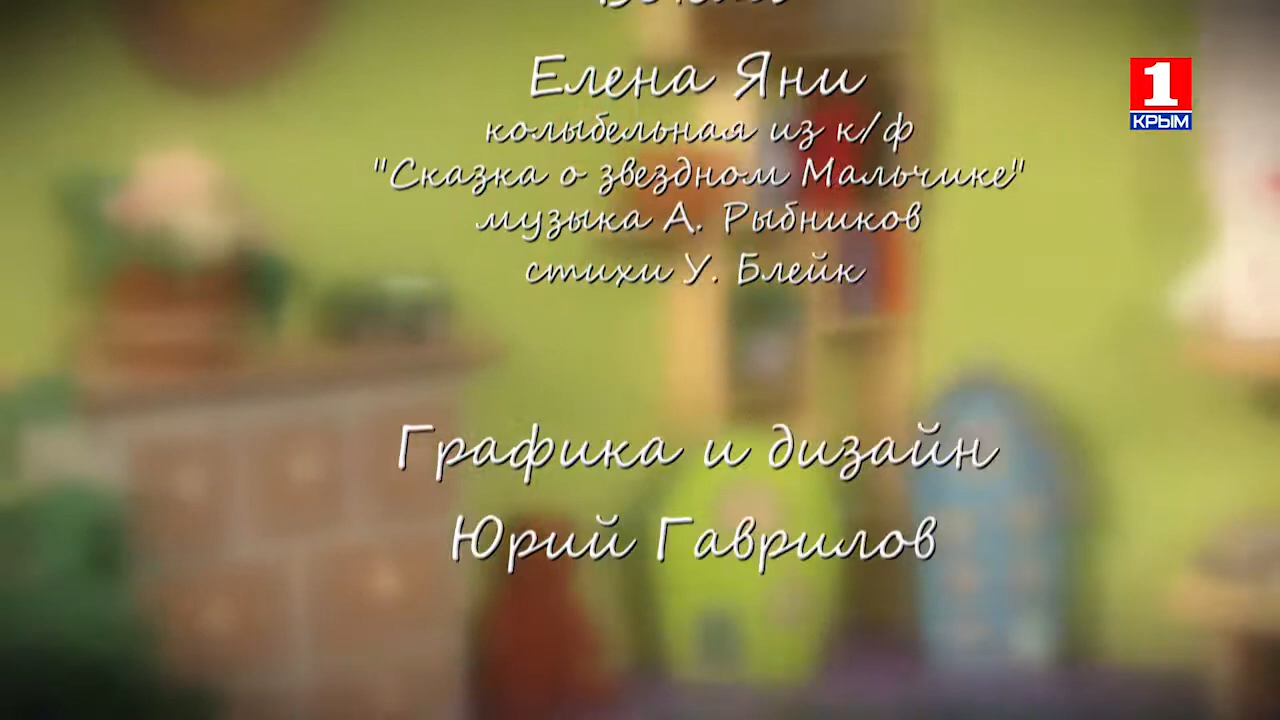 Елена Яни
колыбельная из к/ф
"Сказка о звездном Мальчике"
музыка А. Рыбников
стихи У. Блейк
Графика и дизайн
Юрий Гаврилов
1
КРЫМ